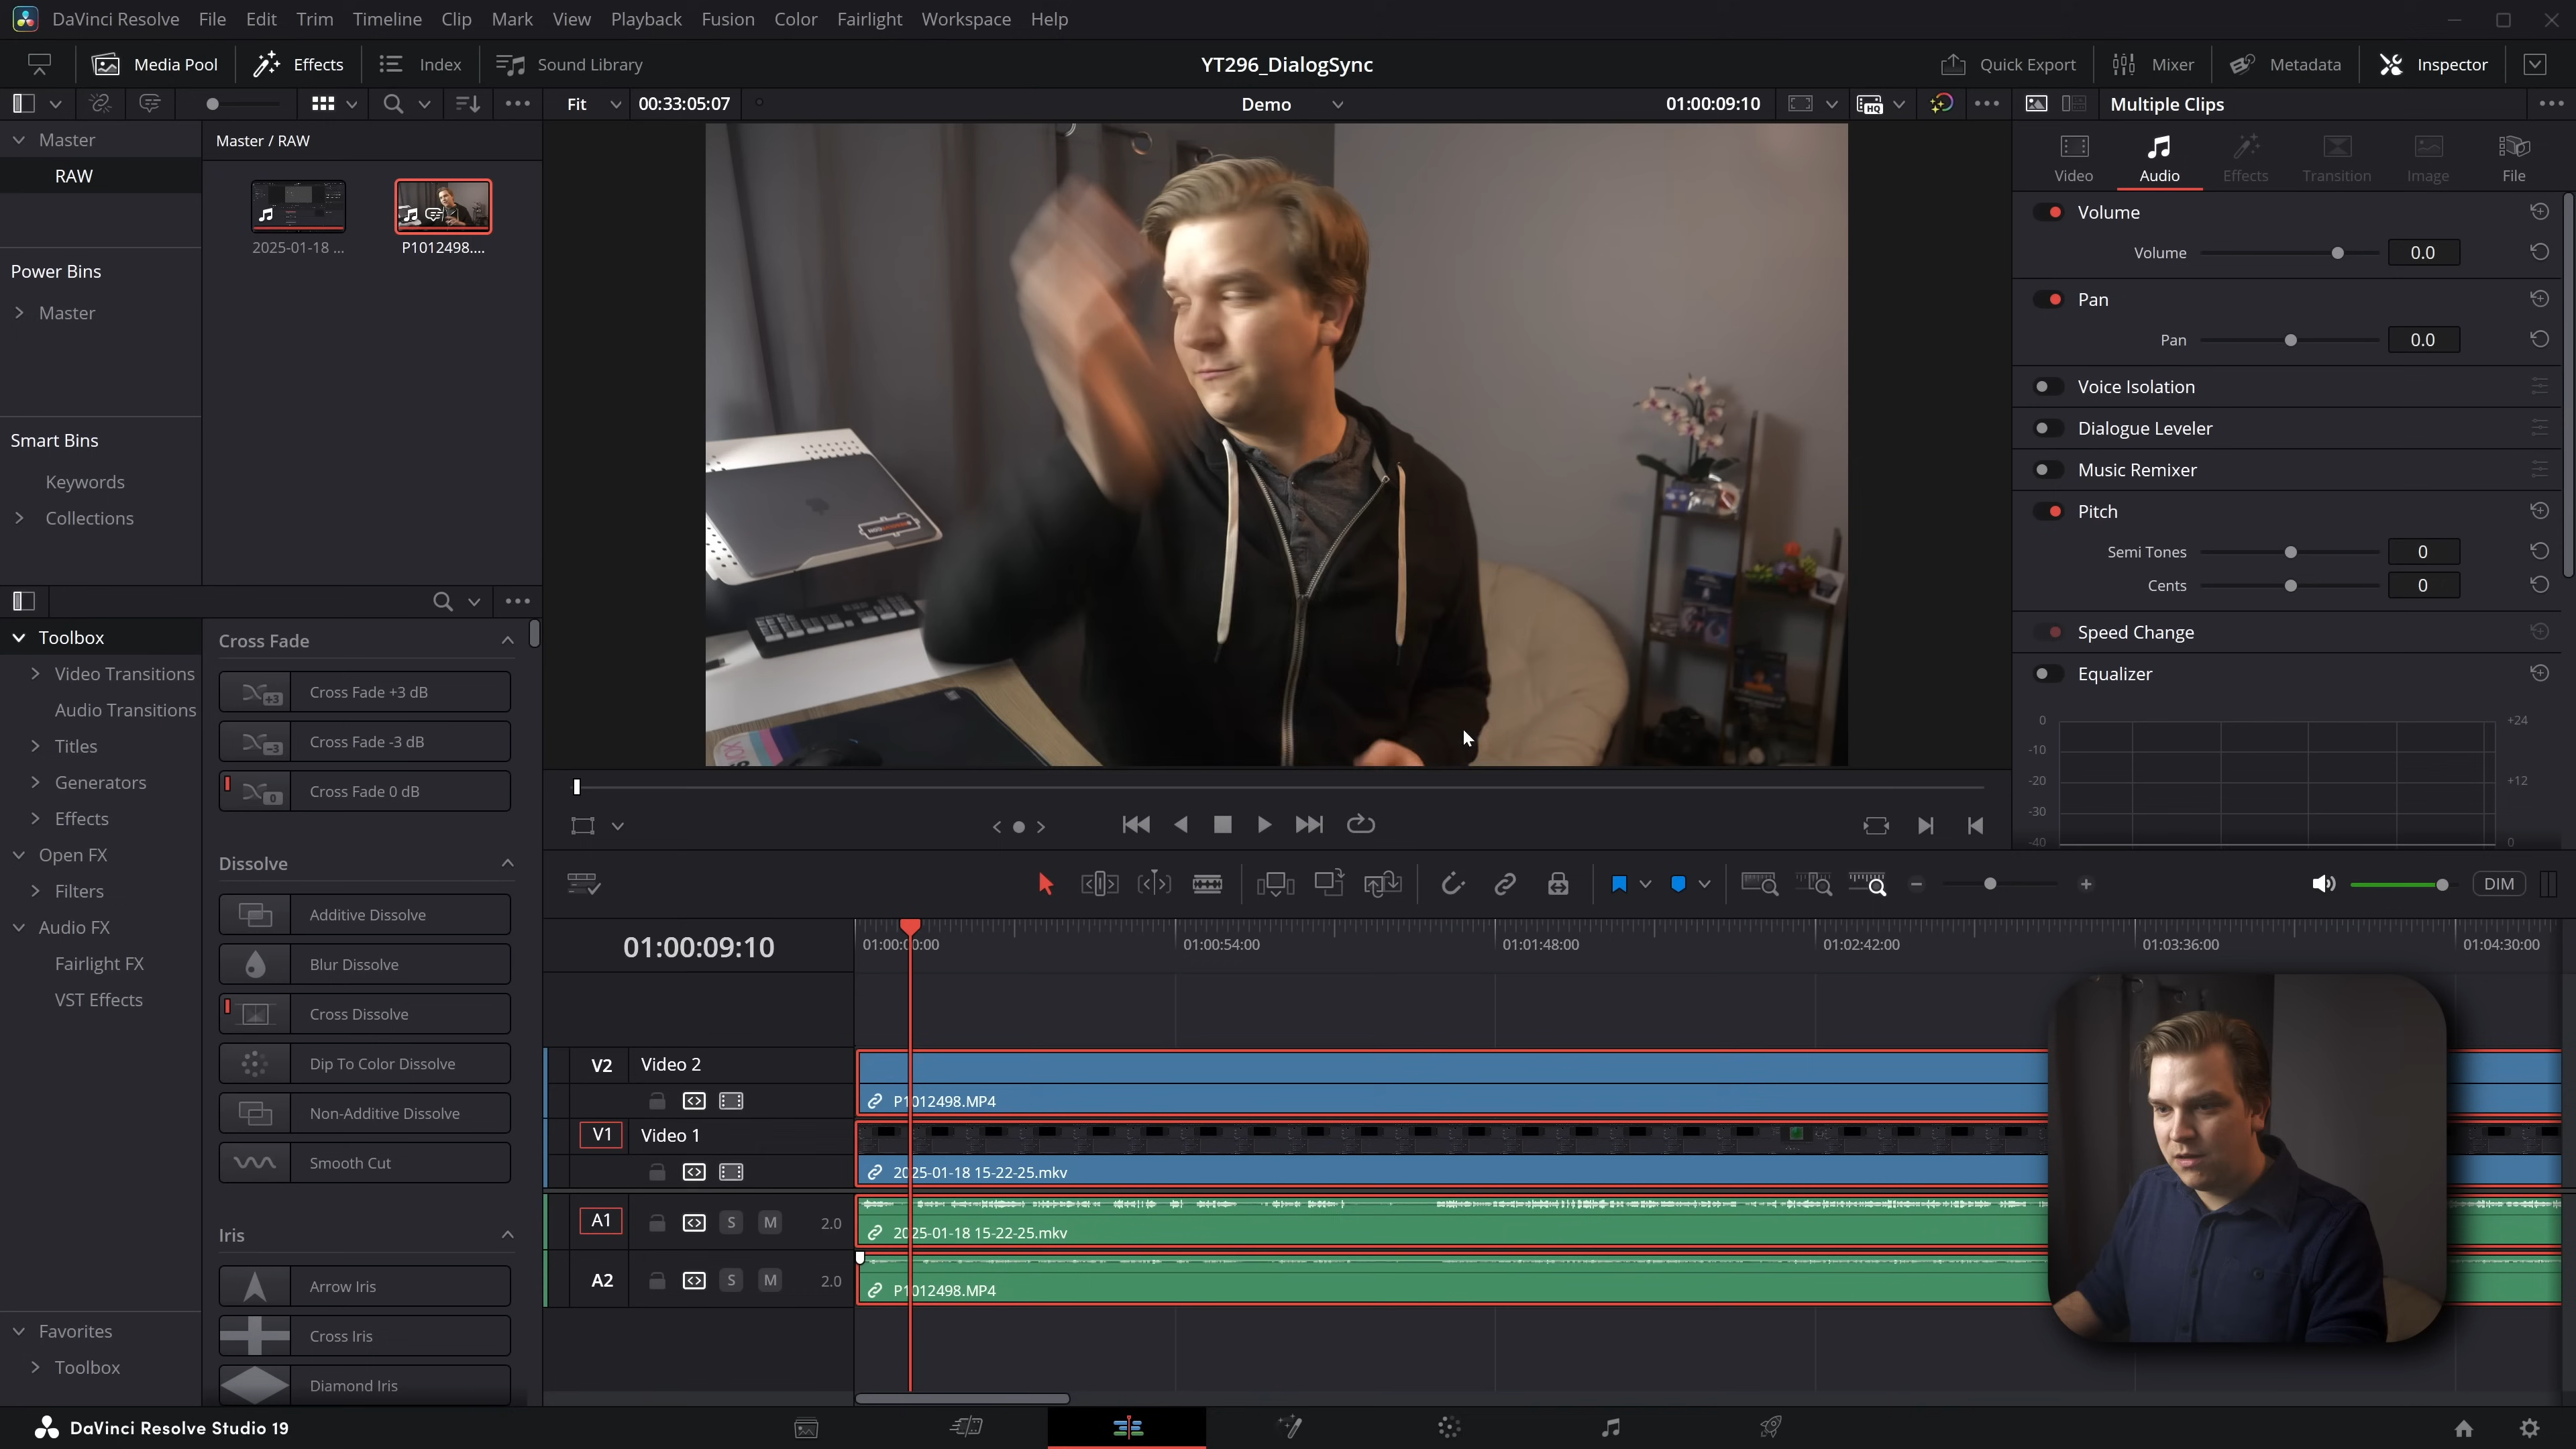 DaVinci Resolve File Edit Trim Timeline Clip Mark View Playback Fusion Color Fairlight Workspace Help
Media Pool Effects Index Sound Library YT296_DialogSync Quick Export Mixer Metadata Inspector
Fit 00:33:05:07 Demo 01:00:09:10 HQ Multiple Clips
Master
RAW
Master / RAW
2025-01-18 ...
P1012498....
Power Bins
Master
Smart Bins
Keywords
Collections
Video Audio Effects Transition Image File
Volume
Volume 0.0
Pan
Pan 0.0
Voice Isolation
Dialogue Leveler
Music Remixer
Pitch
Semi Tones 0
Cents 0
Speed Change
Equalizer
0 +24
-10
-20 +12
-30
-40 0
Toolbox
Video Transitions
Audio Transitions
Titles
Generators
Effects
Open FX
Filters
Audio FX
Fairlight FX
VST Effects
Favorites
Toolbox
Cross Fade
+3 Cross Fade +3 dB
-3 Cross Fade -3 dB
0 Cross Fade 0 dB
Dissolve
Additive Dissolve
Blur Dissolve
Cross Dissolve
Dip To Color Dissolve
Non-Additive Dissolve
Smooth Cut
Iris
Arrow Iris
Cross Iris
Diamond Iris
DIM
01:00:09:10
01:00:00:00 01:00:54:00 01:01:48:00 01:02:42:00 01:03:36:00 01:04:30:00
V2 Video 2
P1012498.MP4
V1 Video 1
2025-01-18 15-22-25.mkv
A1 S M 2.0
2025-01-18 15-22-25.mkv
A2 S M 2.0
P1012498.MP4
DaVinci Resolve Studio 19